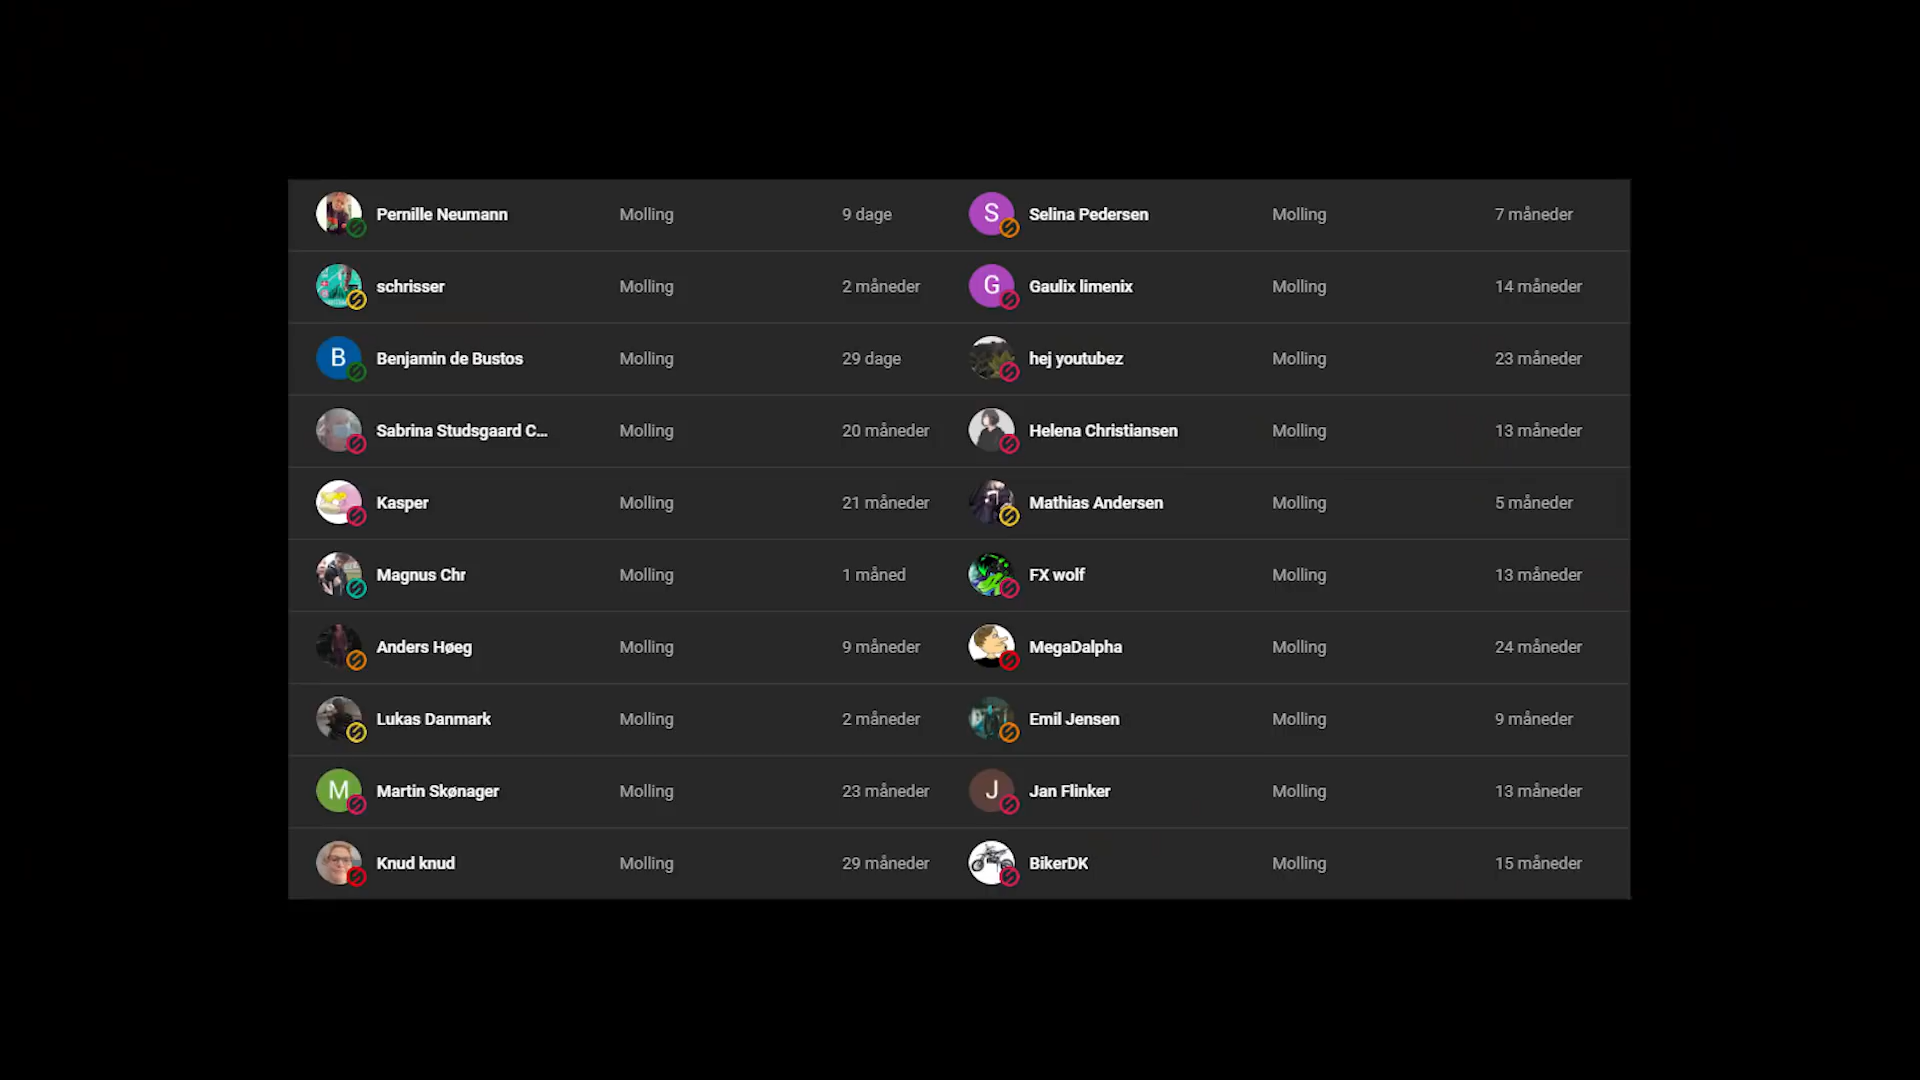 Pernille Neumann Molling 9 dage S Selina Pedersen Molling 7 måneder
schrisser Molling 2 måneder G Gaulix limenix Molling 14 måneder
B Benjamin de Bustos Molling 29 dage hej youtubez Molling 23 måneder
Sabrina Studsgaard C... Molling 20 måneder Helena Christiansen Molling 13 måneder
Kasper Molling 21 måneder Mathias Andersen Molling 5 måneder
Magnus Chr Molling 1 måned FX wolf Molling 13 måneder
Anders Høeg Molling 9 måneder MegaDalpha Molling 24 måneder
Lukas Danmark Molling 2 måneder Emil Jensen Molling 9 måneder
M Martin Skønager Molling 23 måneder J Jan Flinker Molling 13 måneder
Knud knud Molling 29 måneder BikerDK Molling 15 måneder